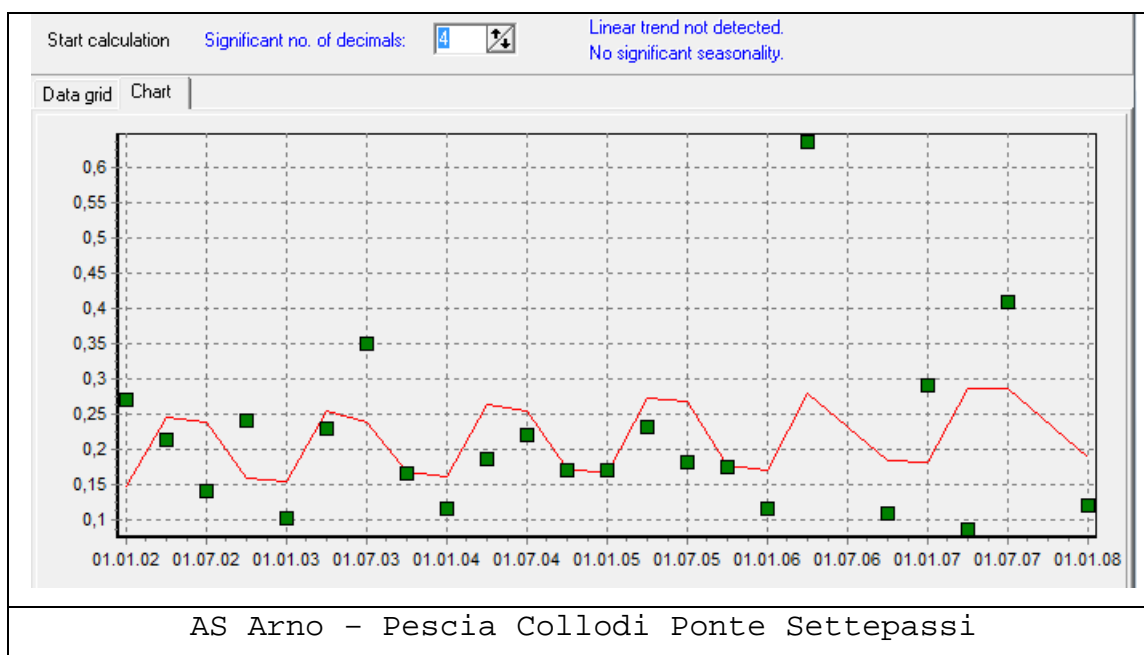 Start calculation Significant no. of decimals: 4 Linear trend not detected.
No significant seasonality.
Data grid Chart
0,6
0,55
0,5
0,45
0,4
0,35
0,3
0,25
0,2
0,15
0,1
01.01.02 01.07.02 01.01.03 01.07.03 01.01.04 01.07.04 01.01.05 01.07.05 01.01.06 01.07.06 01.01.07 01.07.07 01.01.08
AS Arno – Pescia Collodi Ponte Settepassi